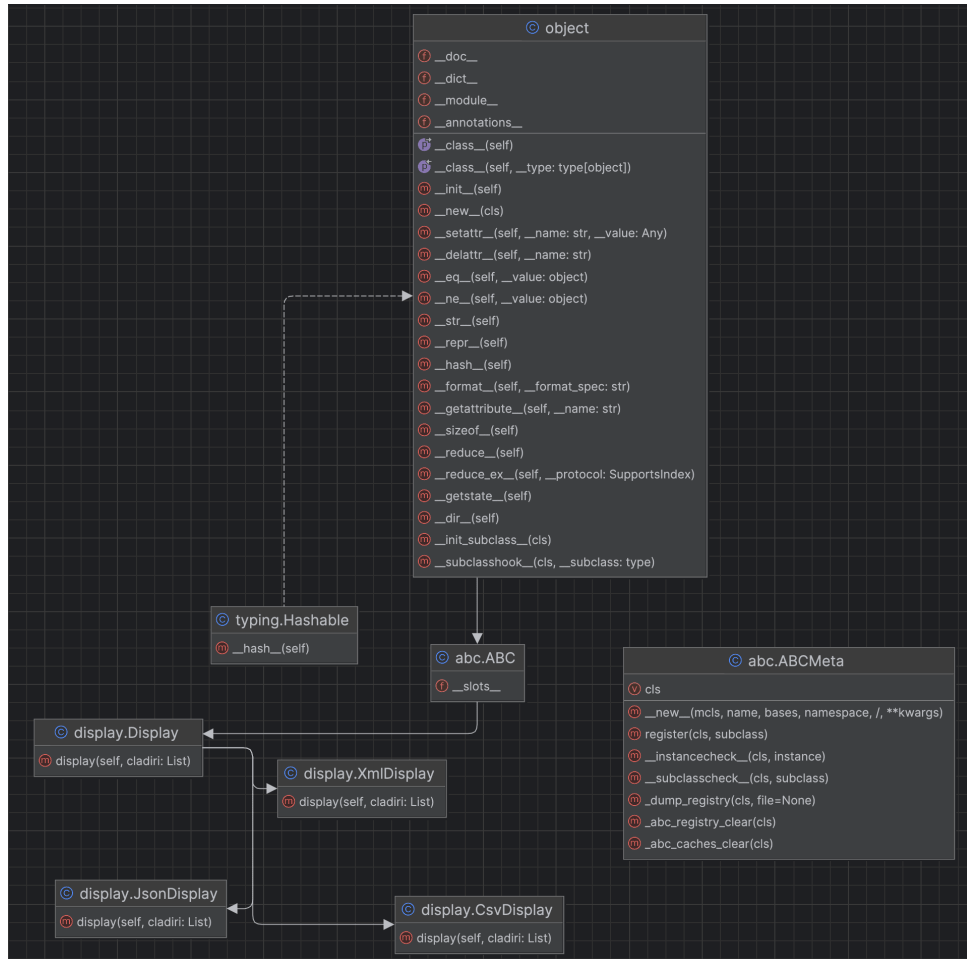 object
__doc__
__dict__
__module__
__annotations__
__class__(self)
__class__(self, __type: type[object])
__init__(self)
__new__(cls)
__setattr__(self, __name: str, __value: Any)
__delattr__(self, __name: str)
__eq__(self, __value: object)
__ne__(self, __value: object)
__str__(self)
__repr__(self)
__hash__(self)
__format__(self, __format_spec: str)
__getattribute__(self, __name: str)
__sizeof__(self)
__reduce__(self)
__reduce_ex__(self, __protocol: SupportsIndex)
__getstate__(self)
__dir__(self)
__init_subclass__(cls)
__subclasshook__(cls, __subclass: type)
typing.Hashable
__hash__(self)
abc.ABC
__slots__
abc.ABCMeta
cls
__new__(mcls, name, bases, namespace, /, **kwargs)
register(cls, subclass)
__instancecheck__(cls, instance)
__subclasscheck__(cls, subclass)
_dump_registry(cls, file=None)
_abc_registry_clear(cls)
_abc_caches_clear(cls)
display.Display
display(self, cladiri: List)
display.XmlDisplay
display(self, cladiri: List)
display.JsonDisplay
display(self, cladiri: List)
display.CsvDisplay
display(self, cladiri: List)